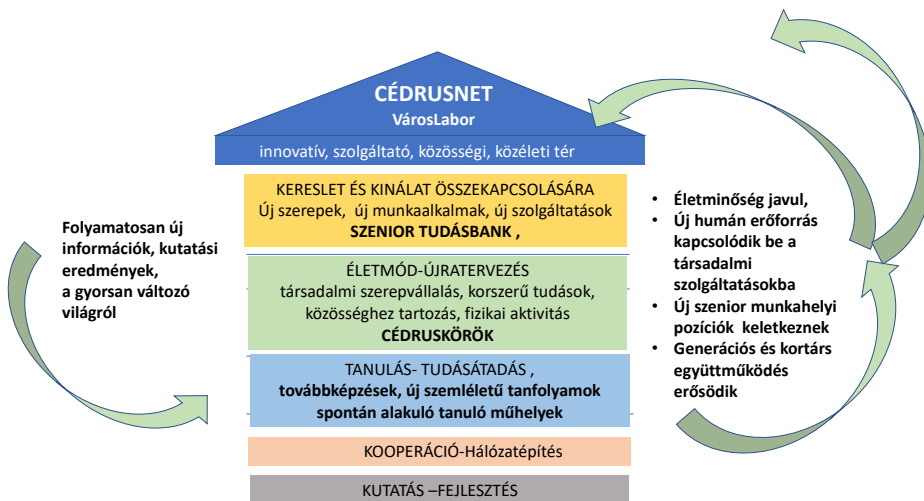 CÉDRUSNET
VárosLabor
innovatív, szolgáltató, közösségi, közéleti tér
KERESLET ÉS KINÁLAT ÖSSZEKAPCSOLÁSÁRA
Új szerepek, új munkaalkalmak, új szolgáltatások
SZENIOR TUDÁSBANK ,
ÉLETMÓD-ÚJRATERVEZÉS
társadalmi szerepvállalás, korszerű tudások,
közösséghez tartozás, fizikai aktivitás
CÉDRUSKÖRÖK
TANULÁS- TUDÁSÁTADÁS ,
továbbképzések, új szemléletű tanfolyamok
spontán alakuló tanuló műhelyek
KOOPERÁCIÓ-Hálózatépítés
KUTATÁS –FEJLESZTÉS
Folyamatosan új
információk, kutatási
eredmények,
a gyorsan változó
világról
• Életminőség javul,
• Új humán erőforrás
kapcsolódik be a
társadalmi
szolgáltatásokba
• Új szenior munkahelyi
pozíciók keletkeznek
• Generációs és kortárs
együttműködés
erősödik